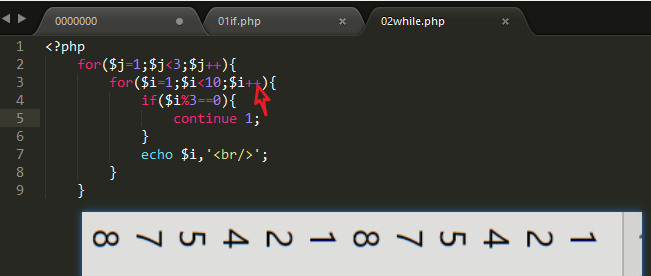 0000000
01if.php
02while.php
1 <?php
2 for($j=1;$j<3;$j++){
3 for($i=1;$i<10;$i++){
4 if($i%3==0){
5 continue 1;
6 }
7 echo $i,'<br/>';
8 }
9 }
1
2
4
5
7
8
1
2
4
5
7
8